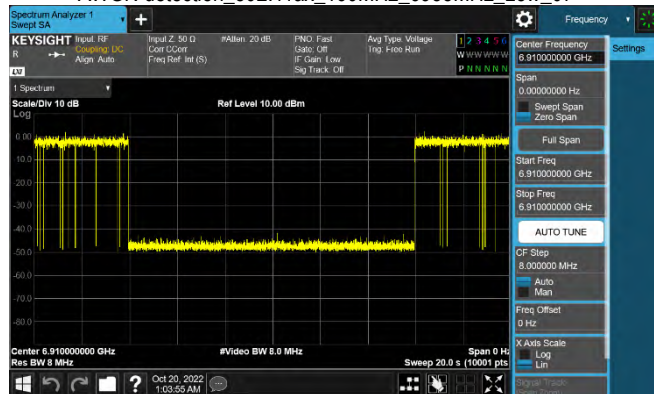 Spectrum Analyzer 1
Swept SA
Frequency
KEYSIGHT
R
LXI
Input: RF
Coupling: DC
Align: Auto
Input Z: 50 Ω
Corr CCorr
Freq Ref: Int (S)
#Atten: 20 dB
PNO: Fast
Gate: Off
IF Gain: Low
Sig Track: Off
Avg Type: Voltage
Trig: Free Run
1 2 3 4 5 6
W W W W W W
P N N N N N
Center Frequency
6.910000000 GHz
Settings
Span
0.00000000 Hz
Swept Span
Zero Span
Full Span
Start Freq
6.910000000 GHz
Stop Freq
6.910000000 GHz
AUTO TUNE
CF Step
8.000000 MHz
Auto
Man
Freq Offset
0 Hz
X Axis Scale
Log
Lin
1 Spectrum
Scale/Div 10 dB
Ref Level 10.00 dBm
Log
0.00
-10.0
-20.0
-30.0
-40.0
-50.0
-60.0
-70.0
-80.0
Center 6.910000000 GHz
#Video BW 8.0 MHz
Span 0 Hz
Res BW 8 MHz
Sweep 20.0 s (10001 pts
?
Oct 20, 2022
1:03:55 AM